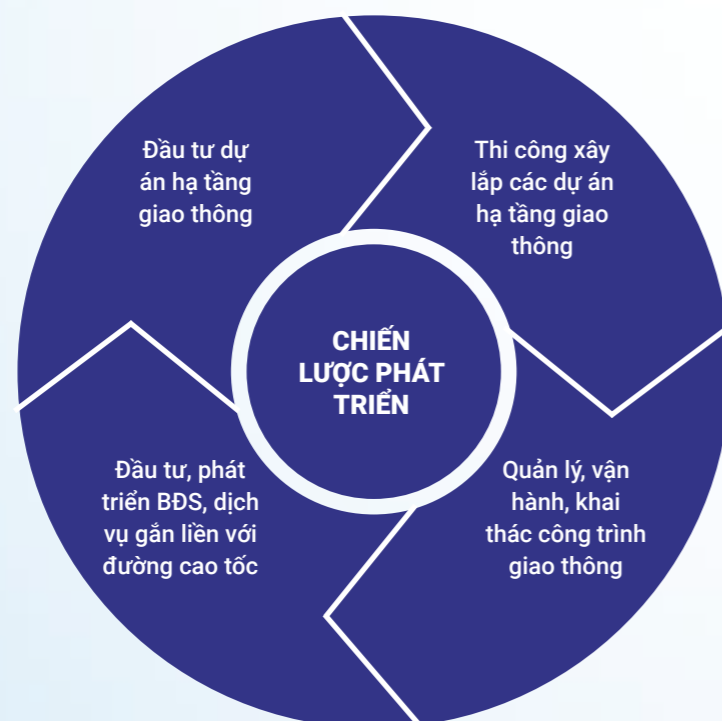 Đầu tư dự
án hạ tầng
giao thông
Thi công xây
lắp các dự án
hạ tầng giao
thông
CHIẾN
LƯỢC PHÁT
TRIỂN
Đầu tư, phát
triển BĐS, dịch
vụ gắn liền với
đường cao tốc
Quản lý, vận
hành, khai
thác công trình
giao thông